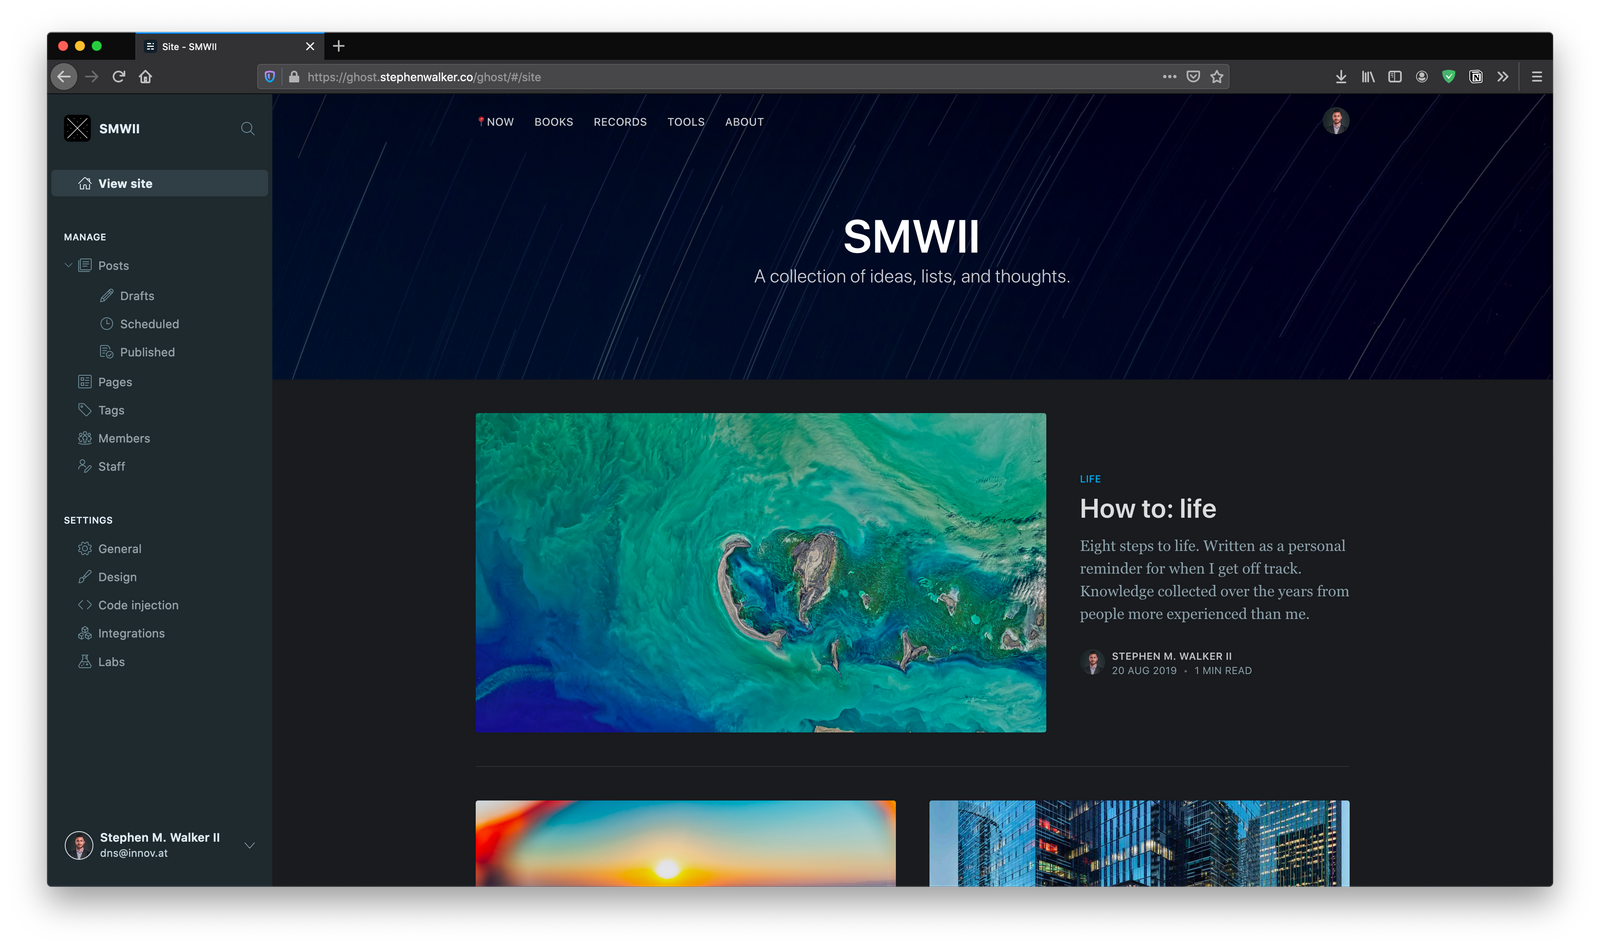 Site - SMWII
https://ghost.stephenwalker.co/ghost/#/site
SMWII
View site
MANAGE
Posts
Drafts
Scheduled
Published
Pages
Tags
Members
Staff
SETTINGS
General
Design
Code injection
Integrations
Labs
Stephen M. Walker II
dns@innov.at
NOW BOOKS RECORDS TOOLS ABOUT
SMWII
A collection of ideas, lists, and thoughts.
LIFE
How to: life
Eight steps to life. Written as a personal
reminder for when I get off track.
Knowledge collected over the years from
people more experienced than me.
STEPHEN M. WALKER II
20 AUG 2019 • 1 MIN READ